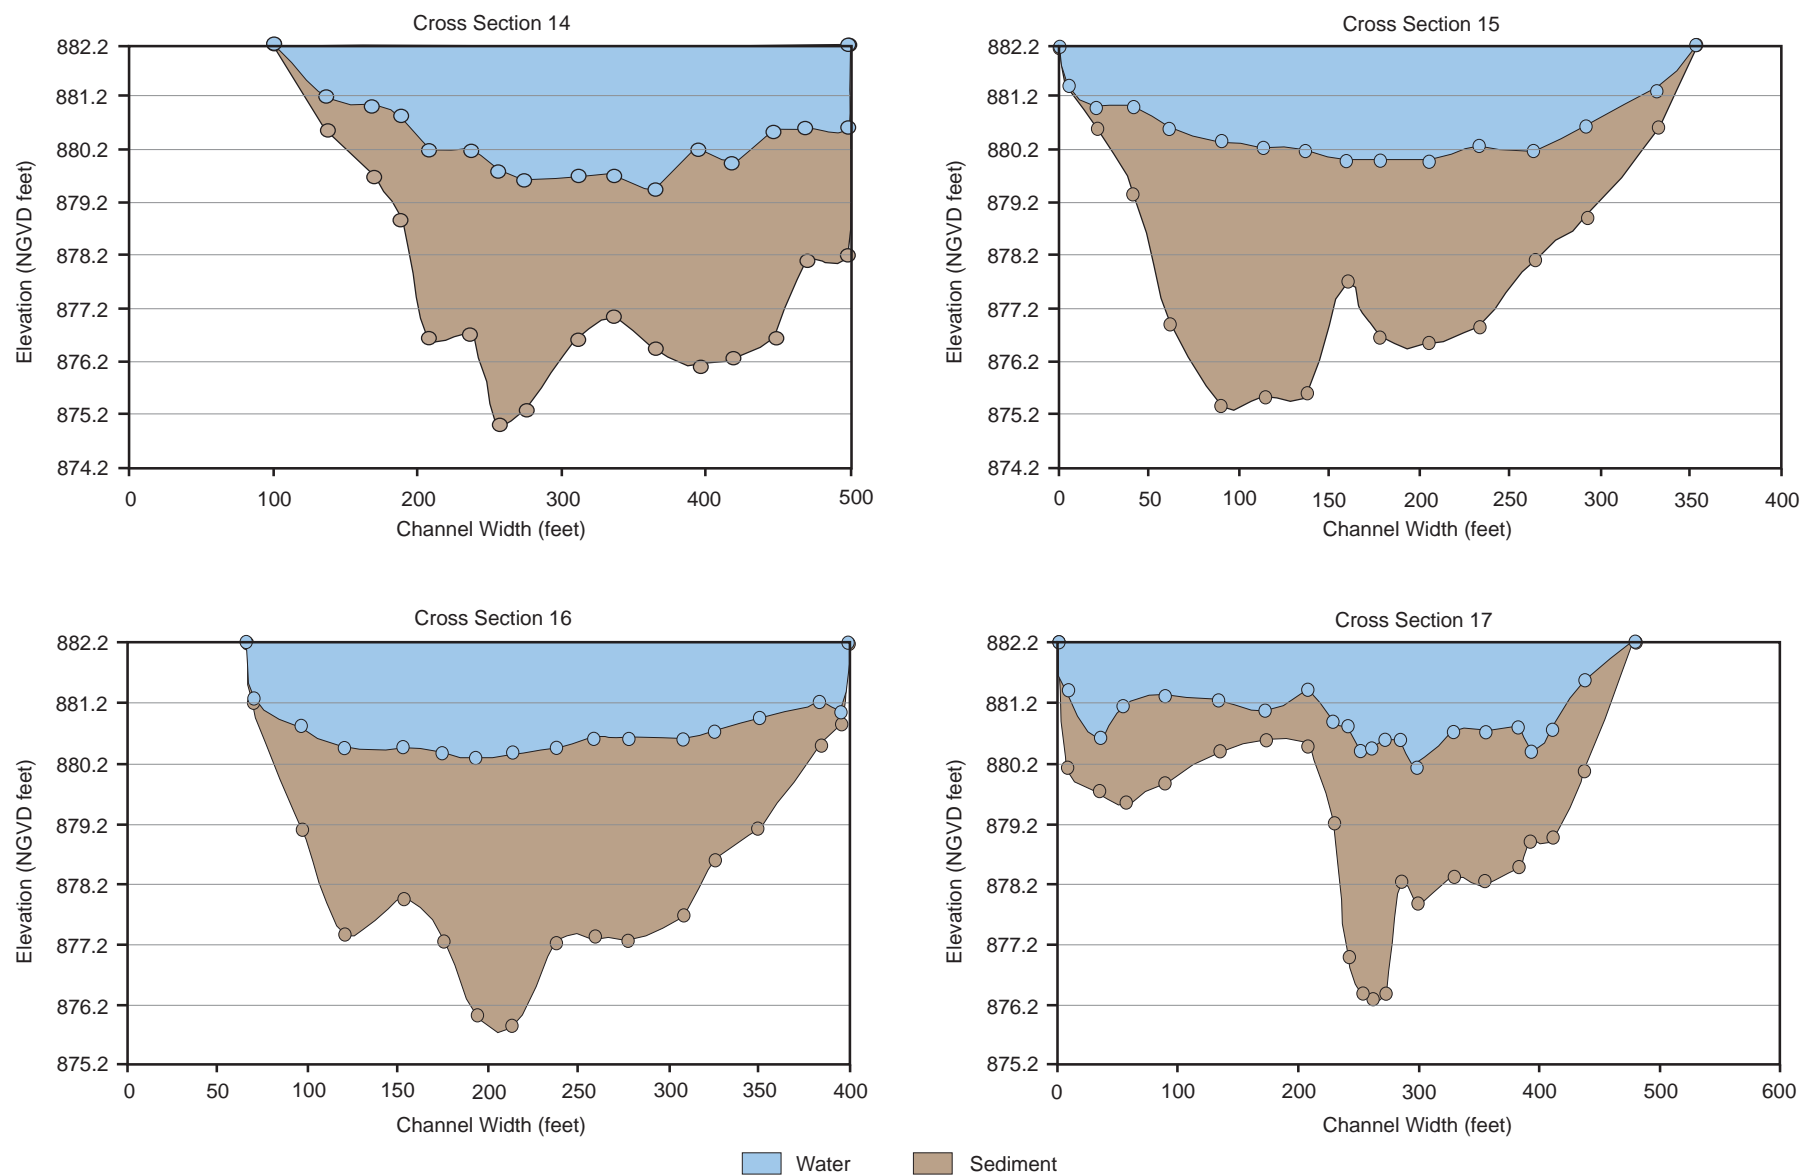 Cross Section 14
882.2
881.2
880.2
879.2
878.2
877.2
876.2
875.2
874.2
Elevation (NGVD feet)
0 100 200 300 400 500
Channel Width (feet)
Cross Section 15
882.2
881.2
880.2
879.2
878.2
877.2
876.2
875.2
874.2
Elevation (NGVD feet)
0 50 100 150 200 250 300 350 400
Channel Width (feet)
Cross Section 16
882.2
881.2
880.2
879.2
878.2
877.2
876.2
875.2
Elevation (NGVD feet)
0 50 100 150 200 250 300 350 400
Channel Width (feet)
Cross Section 17
882.2
881.2
880.2
879.2
878.2
877.2
876.2
875.2
Elevation (NGVD feet)
0 100 200 300 400 500 600
Channel Width (feet)
Water Sediment